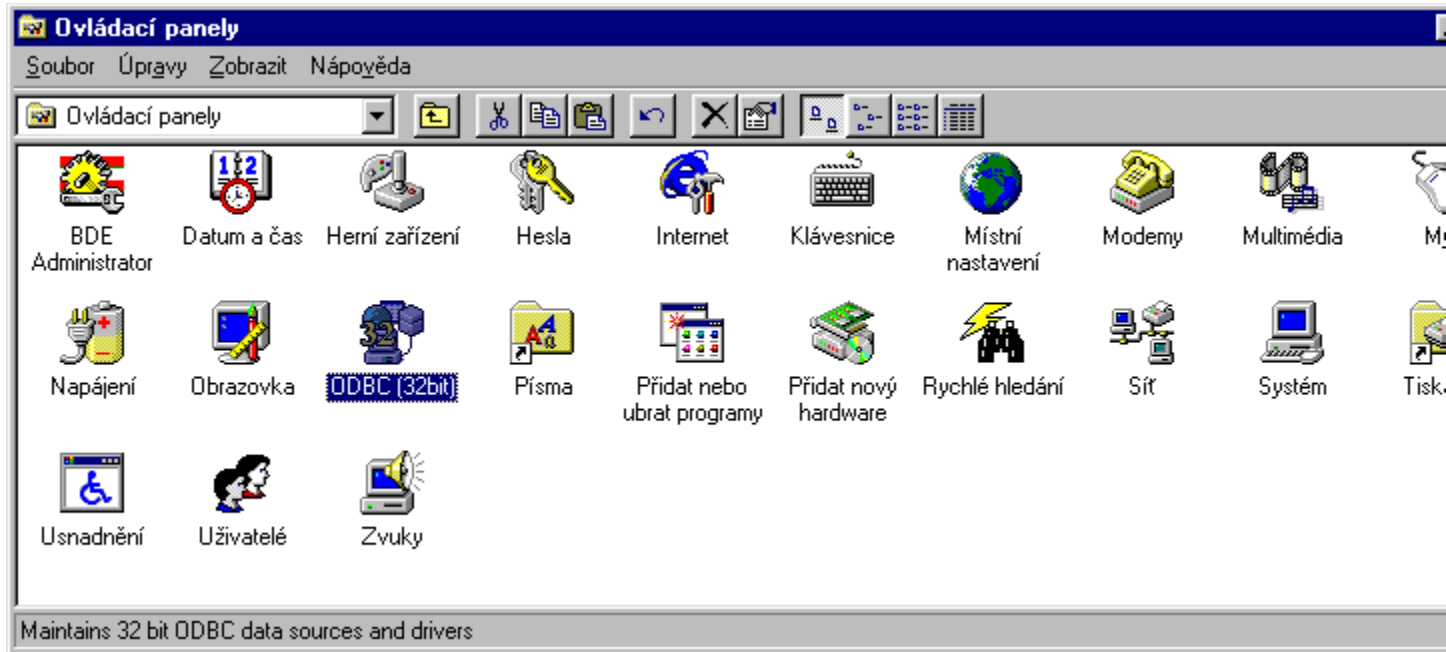 Ovládací panely
Soubor Úpravy Zobrazit Nápověda
Ovládací panely
BDE Administrator
Datum a čas
Herní zařízení
Hesla
Internet
Klávesnice
Místní nastavení
Modemy
Multimédia
Napájení
Obrazovka
ODBC (32bit)
Písma
Přidat nebo ubrat programy
Přidat nový hardware
Rychlé hledání
Síť
Systém
Usnadnění
Uživatelé
Zvuky
Maintains 32 bit ODBC data sources and drivers